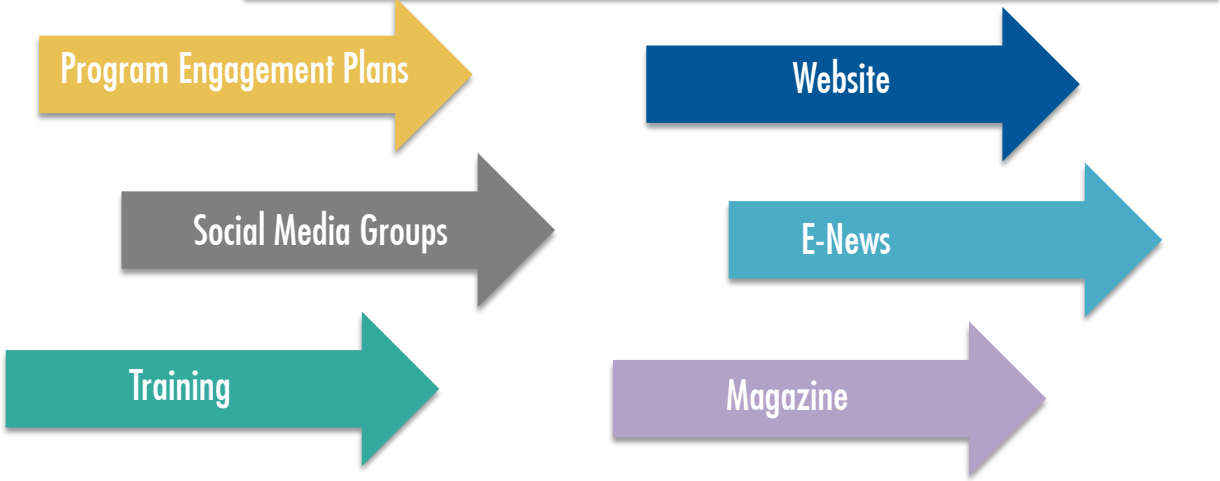 Program Engagement Plans
Website
Social Media Groups
E-News
Training
Magazine